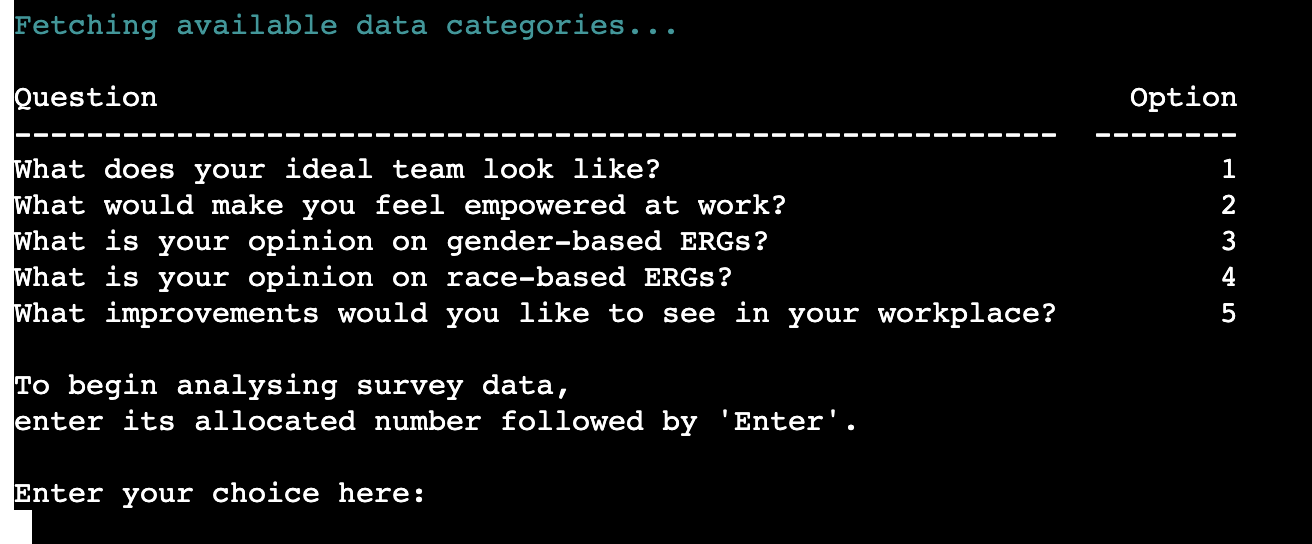 Fetching available data categories...
Question Option
---------------------------------------------------------- --------
What does your ideal team look like? 1
What would make you feel empowered at work? 2
What is your opinion on gender-based ERGs? 3
What is your opinion on race-based ERGs? 4
What improvements would you like to see in your workplace? 5
To begin analysing survey data,
enter its allocated number followed by 'Enter'.
Enter your choice here: